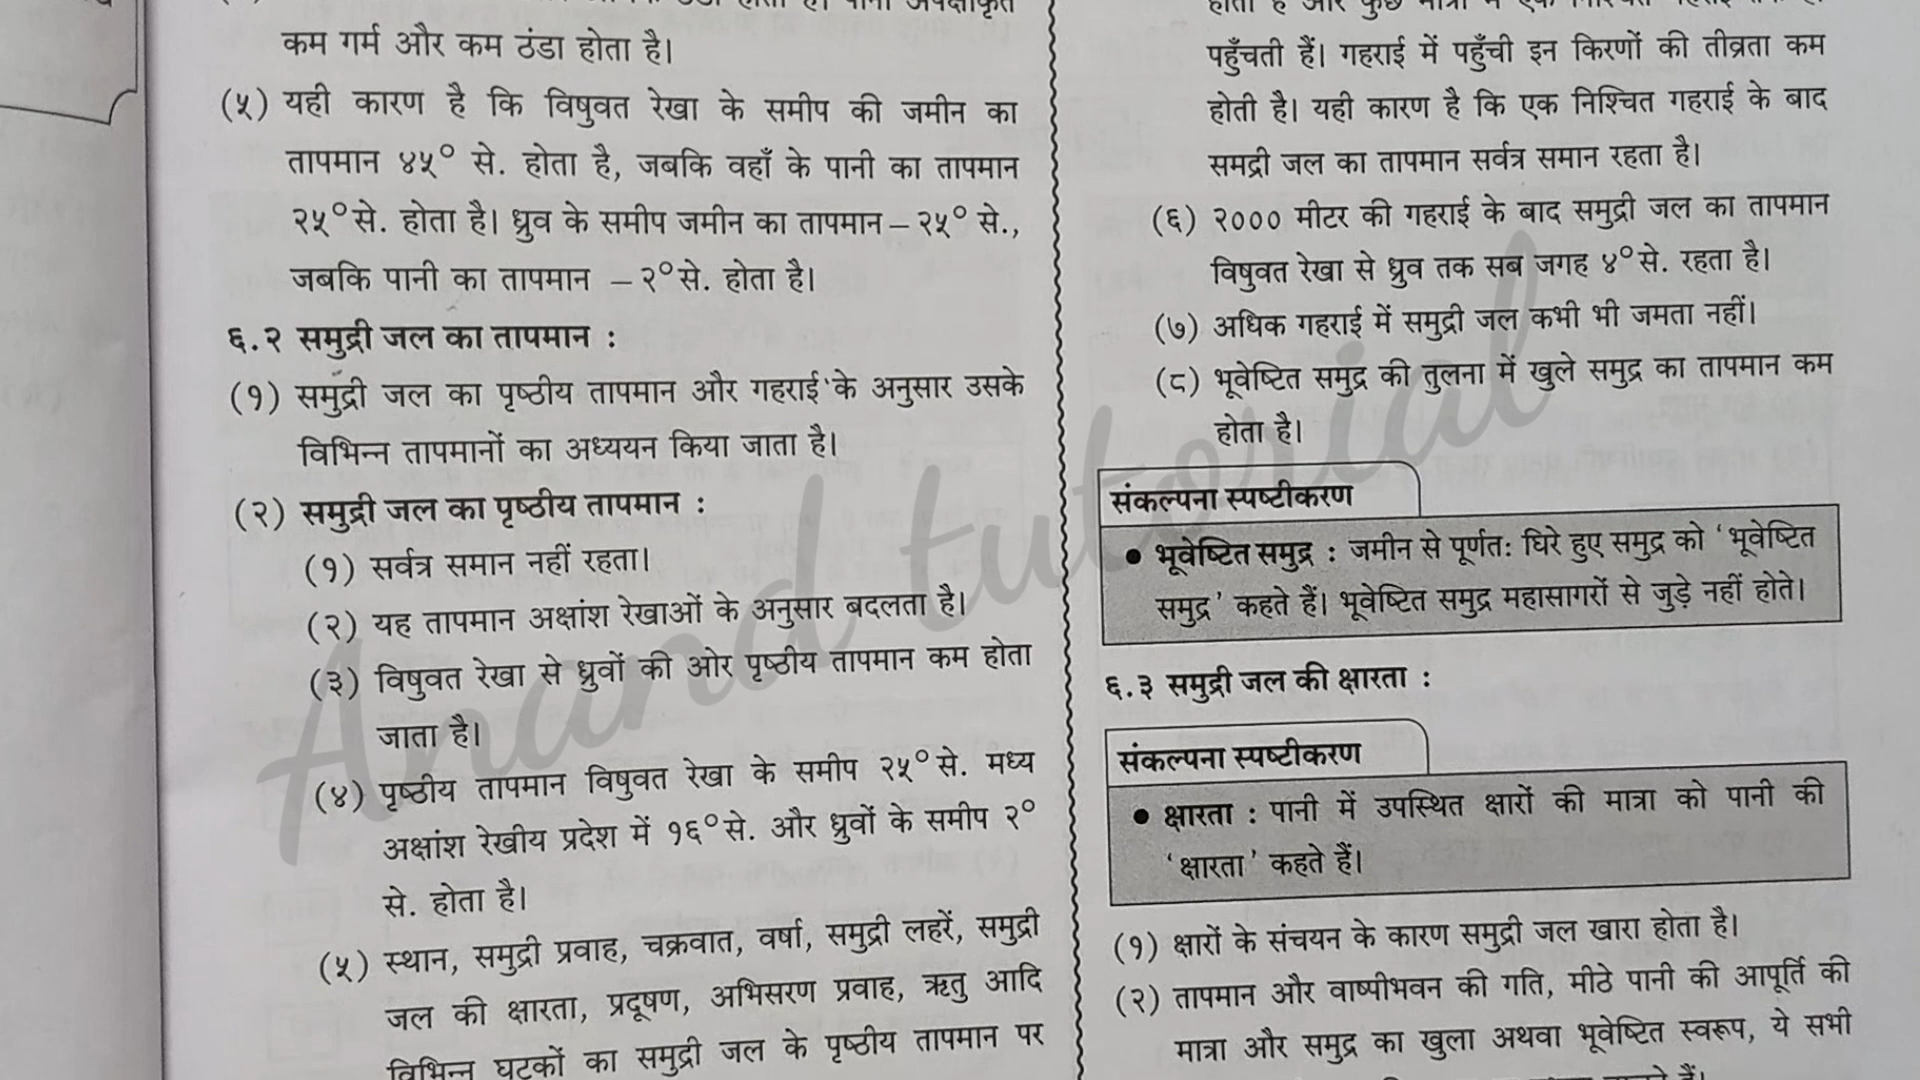 कम गर्म और कम ठंडा होता है।
(५) यही कारण है कि विषुवत रेखा के समीप की जमीन का
तापमान ४५° से. होता है, जबकि वहाँ के पानी का तापमान
२५° से. होता है। ध्रुव के समीप जमीन का तापमान – २५° से.,
जबकि पानी का तापमान – २° से. होता है।
६.२ समुद्री जल का तापमान :
(१) समुद्री जल का पृष्ठीय तापमान और गहराई के अनुसार उसके
विभिन्न तापमानों का अध्ययन किया जाता है।
(२) समुद्री जल का पृष्ठीय तापमान :
(१) सर्वत्र समान नहीं रहता।
(२) यह तापमान अक्षांश रेखाओं के अनुसार बदलता है।
(३) विषुवत रेखा से ध्रुवों की ओर पृष्ठीय तापमान कम होता
जाता है।
(४) पृष्ठीय तापमान विषुवत रेखा के समीप २५° से. मध्य
अक्षांश रेखीय प्रदेश में १६° से. और ध्रुवों के समीप २°
से. होता है।
(५) स्थान, समुद्री प्रवाह, चक्रवात, वर्षा, समुद्री लहरें, समुद्री
जल की क्षारता, प्रदूषण, अभिसरण प्रवाह, ऋतु आदि
विभिन्न घटकों का समुद्री जल के पृष्ठीय तापमान पर
पहुँचती हैं। गहराई में पहुँची इन किरणों की तीव्रता कम
होती है। यही कारण है कि एक निश्चित गहराई के बाद
समद्री जल का तापमान सर्वत्र समान रहता है।
(६) २००० मीटर की गहराई के बाद समुद्री जल का तापमान
विषुवत रेखा से ध्रुव तक सब जगह ४° से. रहता है।
(७) अधिक गहराई में समुद्री जल कभी भी जमता नहीं।
(८) भूवेष्टित समुद्र की तुलना में खुले समुद्र का तापमान कम
होता है।
संकल्पना स्पष्टीकरण
• भूवेष्टित समुद्र : जमीन से पूर्णत: घिरे हुए समुद्र को 'भूवेष्टित
समुद्र' कहते हैं। भूवेष्टित समुद्र महासागरों से जुड़े नहीं होते।
६.३ समुद्री जल की क्षारता :
संकल्पना स्पष्टीकरण
• क्षारता : पानी में उपस्थित क्षारों की मात्रा को पानी की
'क्षारता' कहते हैं।
(१) क्षारों के संचयन के कारण समुद्री जल खारा होता है।
(२) तापमान और वाष्पीभवन की गति, मीठे पानी की आपूर्ति की
मात्रा और समुद्र का खुला अथवा भूवेष्टित स्वरूप, ये सभी
Anand tutorial